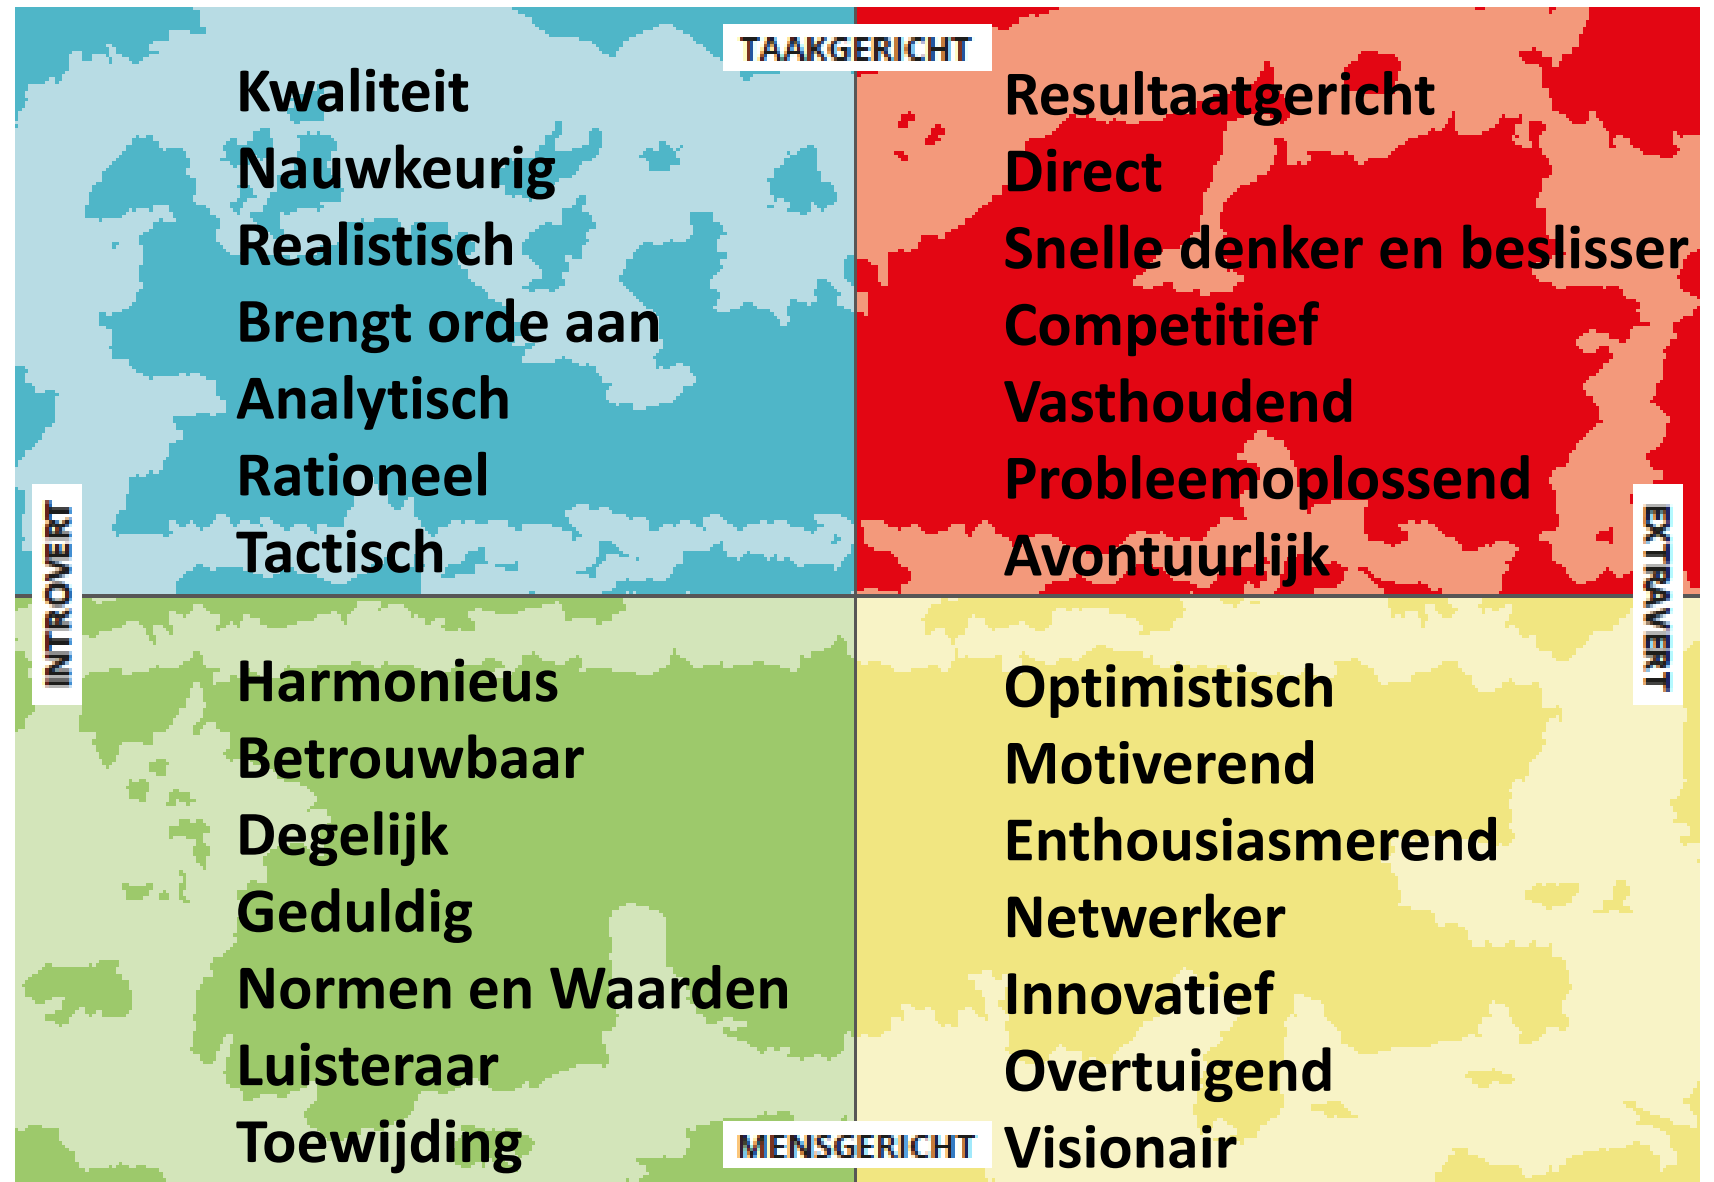 TAAKGERICHT
Kwaliteit
Nauwkeurig
Realistisch
Brengt orde aan
Analytisch
Rationeel
Tactisch
Resultaatgericht
Direct
Snelle denker en beslisser
Competitief
Vasthoudend
Probleemoplossend
Avontuurlijk
INTROVERT
EXTRAVERT
Harmonieus
Betrouwbaar
Degelijk
Geduldig
Normen en Waarden
Luisteraar
Toewijding
Optimistisch
Motiverend
Enthousiasmerend
Netwerker
Innovatief
Overtuigend
Visionair
MENSGERICHT